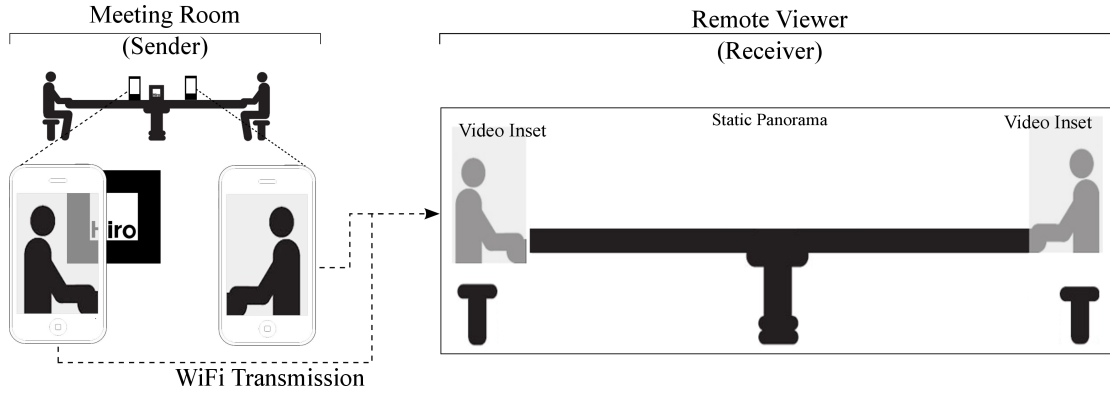 Meeting Room
(Sender)
Remote Viewer
(Receiver)
Video Inset
Static Panorama
Video Inset
Hiro
WiFi Transmission